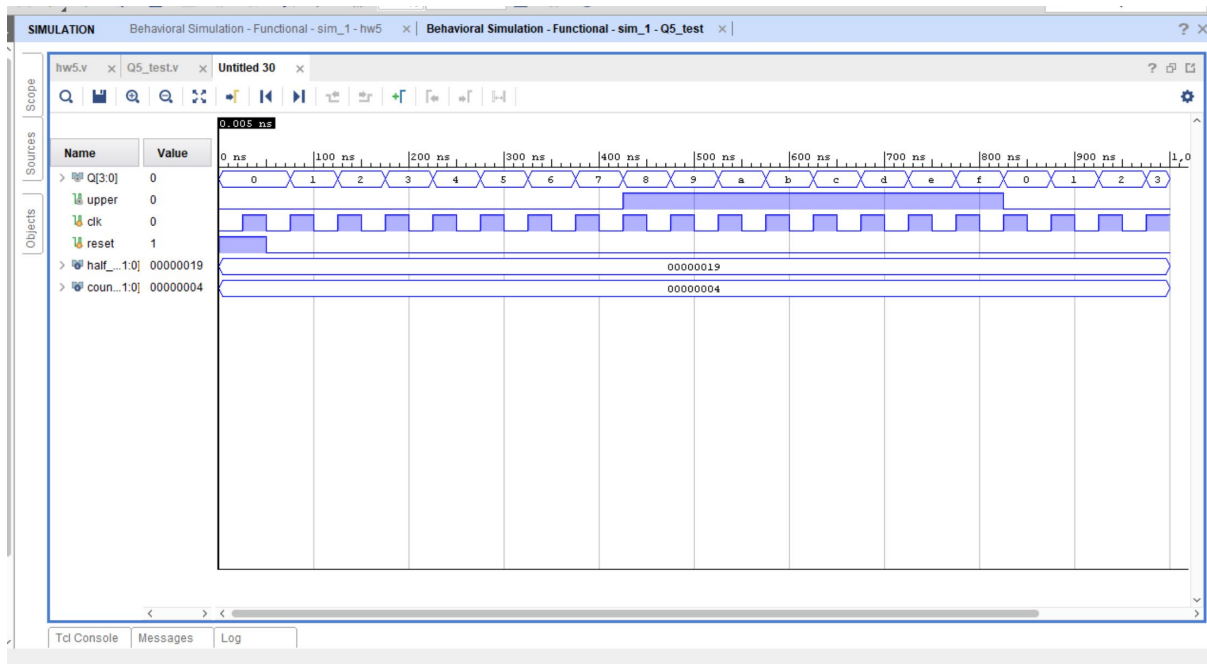 SIMULATION Behavioral Simulation - Functional - sim_1 - hw5 × Behavioral Simulation - Functional - sim_1 - Q5_test × ? ×
hw5.v × Q5_test.v × Untitled 30 × ?
Scope
Sources
Objects
0.005 ns
Name Value 0 ns 100 ns 200 ns 300 ns 400 ns 500 ns 600 ns 700 ns 800 ns 900 ns 1,0
> Q[3:0] 0 0 1 2 3 4 5 6 7 8 9 a b c d e f 0 1 2 3
upper 0
clk 0
reset 1
> half_...1:0] 00000019 00000019
> coun...1:0] 00000004 00000004
Tcl Console Messages Log